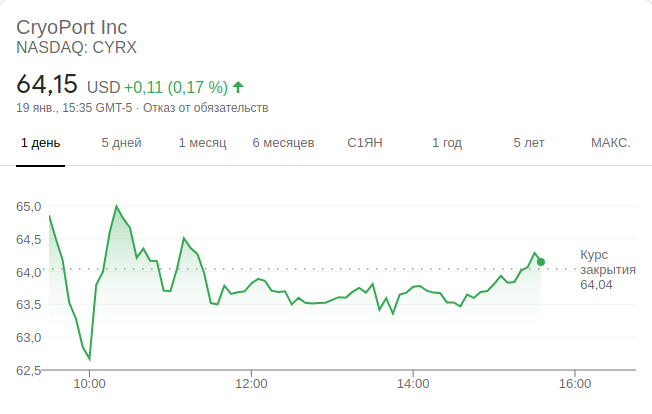 CryoPort Inc
NASDAQ: CYRX
64,15 USD +0,11 (0,17 %)
19 янв., 15:35 GMT-5 · Отказ от обязательств
1 день 5 дней 1 месяц 6 месяцев С1ЯН 1 год 5 лет МАКС.
65,0
64,5
64,0
63,5
63,0
62,5
Курс
закрытия
64,04
10:00 12:00 14:00 16:00